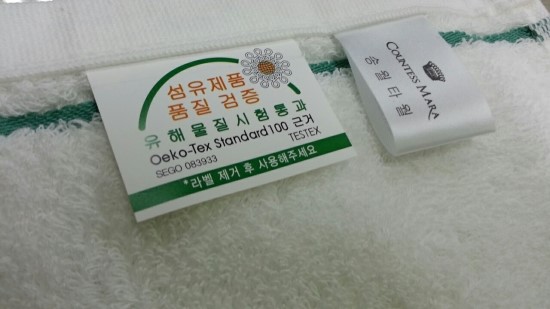 섬유제품
품질 검증
유해물질시험통과
Oeko-Tex Standard100 근거
TESTEX
SEGO 083933
*라벨 제거 후 사용해주세요
COUNTESS MARA
송월타월